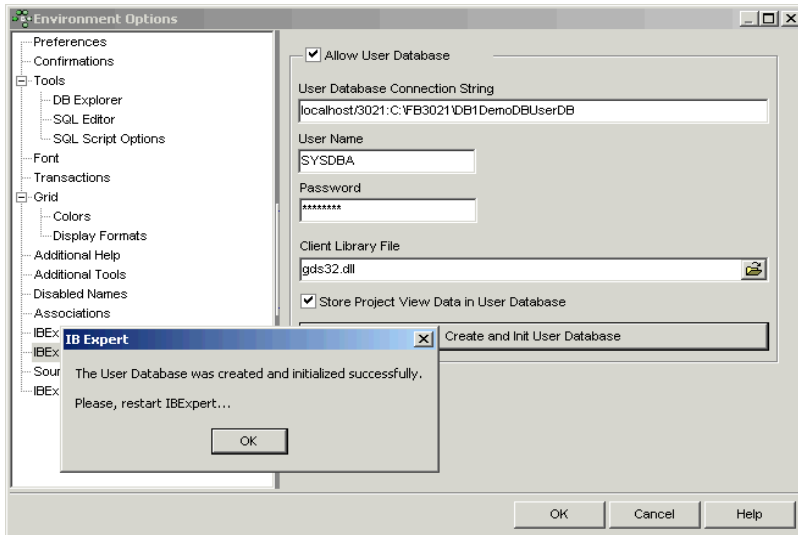 Environment Options
Preferences
Confirmations
Tools
DB Explorer
SQL Editor
SQL Script Options
Font
Transactions
Grid
Colors
Display Formats
Additional Help
Additional Tools
Disabled Names
Associations
IBEx
IBEx
Sour
IBEx
Allow User Database
User Database Connection String
localhost/3021:C:\FB3021\DB1DemoDBUserDB
User Name
SYSDBA
Password
********
Client Library File
gds32.dll
Store Project View Data in User Database
Create and Init User Database
IB Expert
The User Database was created and initialized successfully.
Please, restart IBExpert...
OK
OK
Cancel
Help